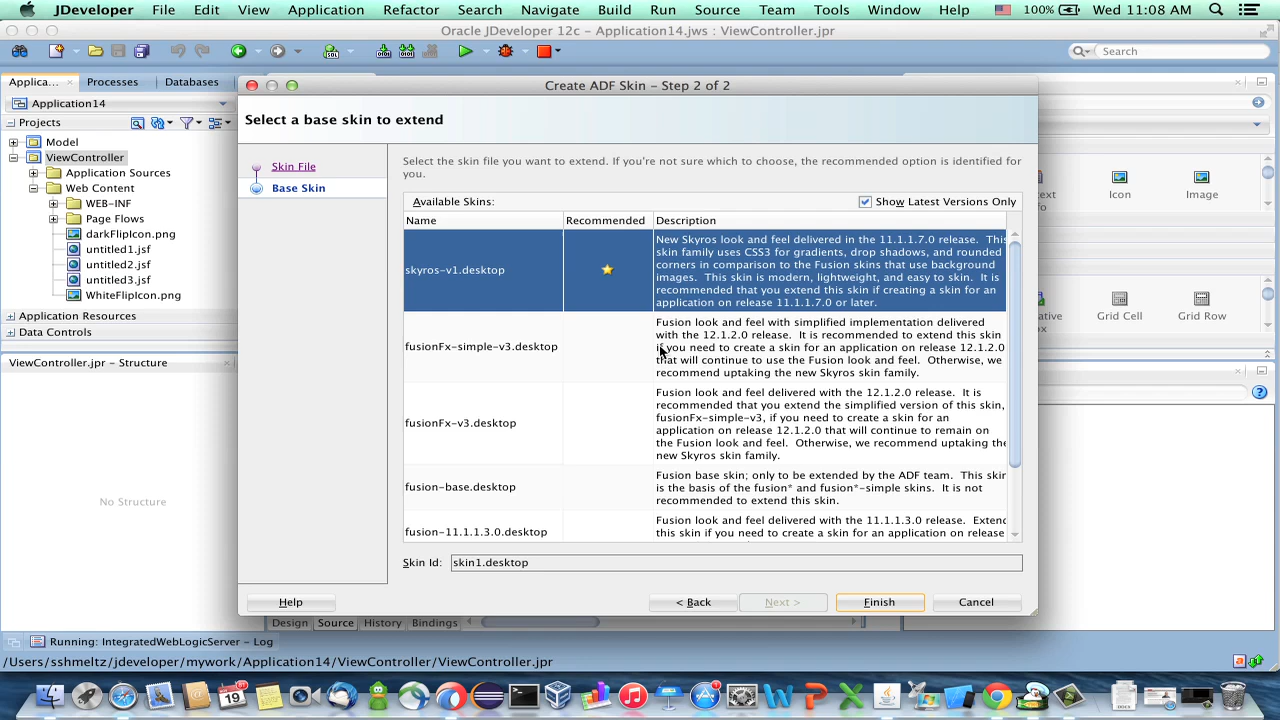 JDeveloper File Edit View Application Refactor Search Navigate Build Run Source Team Tools Window Help 100% Wed 11:08 AM
Oracle JDeveloper 12c – Application14.jws : ViewController.jpr
Search
Applica... Processes Databases
Application14
Projects
Model
ViewController
Application Sources
Web Content
WEB-INF
Page Flows
darkFlipIcon.png
untitled1.jsf
untitled2.jsf
untitled3.jsf
WhiteFlipIcon.png
Application Resources
Data Controls
ViewController.jpr – Structure
No Structure
Create ADF Skin – Step 2 of 2
Select a base skin to extend
Skin File
Base Skin
Select the skin file you want to extend. If you're not sure which to choose, the recommended option is identified for
you.
Available Skins:
Show Latest Versions Only
Name Recommended Description
skyros-v1.desktop
New Skyros look and feel delivered in the 11.1.1.7.0 release. This
skin family uses CSS3 for gradients, drop shadows, and rounded
corners in comparison to the Fusion skins that use background
images. This skin is modern, lightweight, and easy to skin. It is
recommended that you extend this skin if creating a skin for an
application on release 11.1.1.7.0 or later.
fusionFx-simple-v3.desktop
Fusion look and feel with simplified implementation delivered
with the 12.1.2.0 release. It is recommended to extend this skin
if you need to create a skin for an application on release 12.1.2.0
that will continue to use the Fusion look and feel. Otherwise, we
recommend uptaking the new Skyros skin family.
fusionFx-v3.desktop
Fusion look and feel delivered with the 12.1.2.0 release. It is
recommended that you extend the simplified version of this skin,
fusionFx-simple-v3, if you need to create a skin for an
application on release 12.1.2.0 that will continue to remain on
the Fusion look and feel. Otherwise, we recommend uptaking the
new Skyros skin family.
fusion-base.desktop
Fusion base skin; only to be extended by the ADF team. This skin
is the basis of the fusion* and fusion*-simple skins. It is not
recommended to extend this skin.
fusion-11.1.1.3.0.desktop
Fusion look and feel delivered with the 11.1.1.3.0 release. Extend
this skin if you need to create a skin for an application on release
Skin Id: skin1.desktop
Help < Back Next > Finish Cancel
Icon Image
Grid Cell Grid Row
Design Source History Bindings
Running: IntegratedWebLogicServer – Log
/Users/sshmeltz/jdeveloper/mywork/Application14/ViewController/ViewController.jpr
19